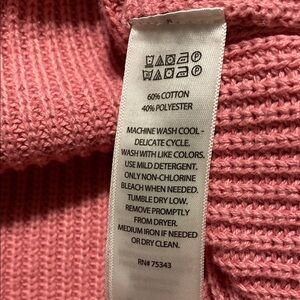 60% COTTON
40% POLYESTER
MACHINE WASH COOL -
DELICATE CYCLE.
WASH WITH LIKE COLORS.
USE MILD DETERGENT.
ONLY NON-CHLORINE
BLEACH WHEN NEEDED.
TUMBLE DRY LOW.
REMOVE PROMPTLY
FROM DRYER.
MEDIUM IRON IF NEEDED
OR DRY CLEAN.
RN# 75343